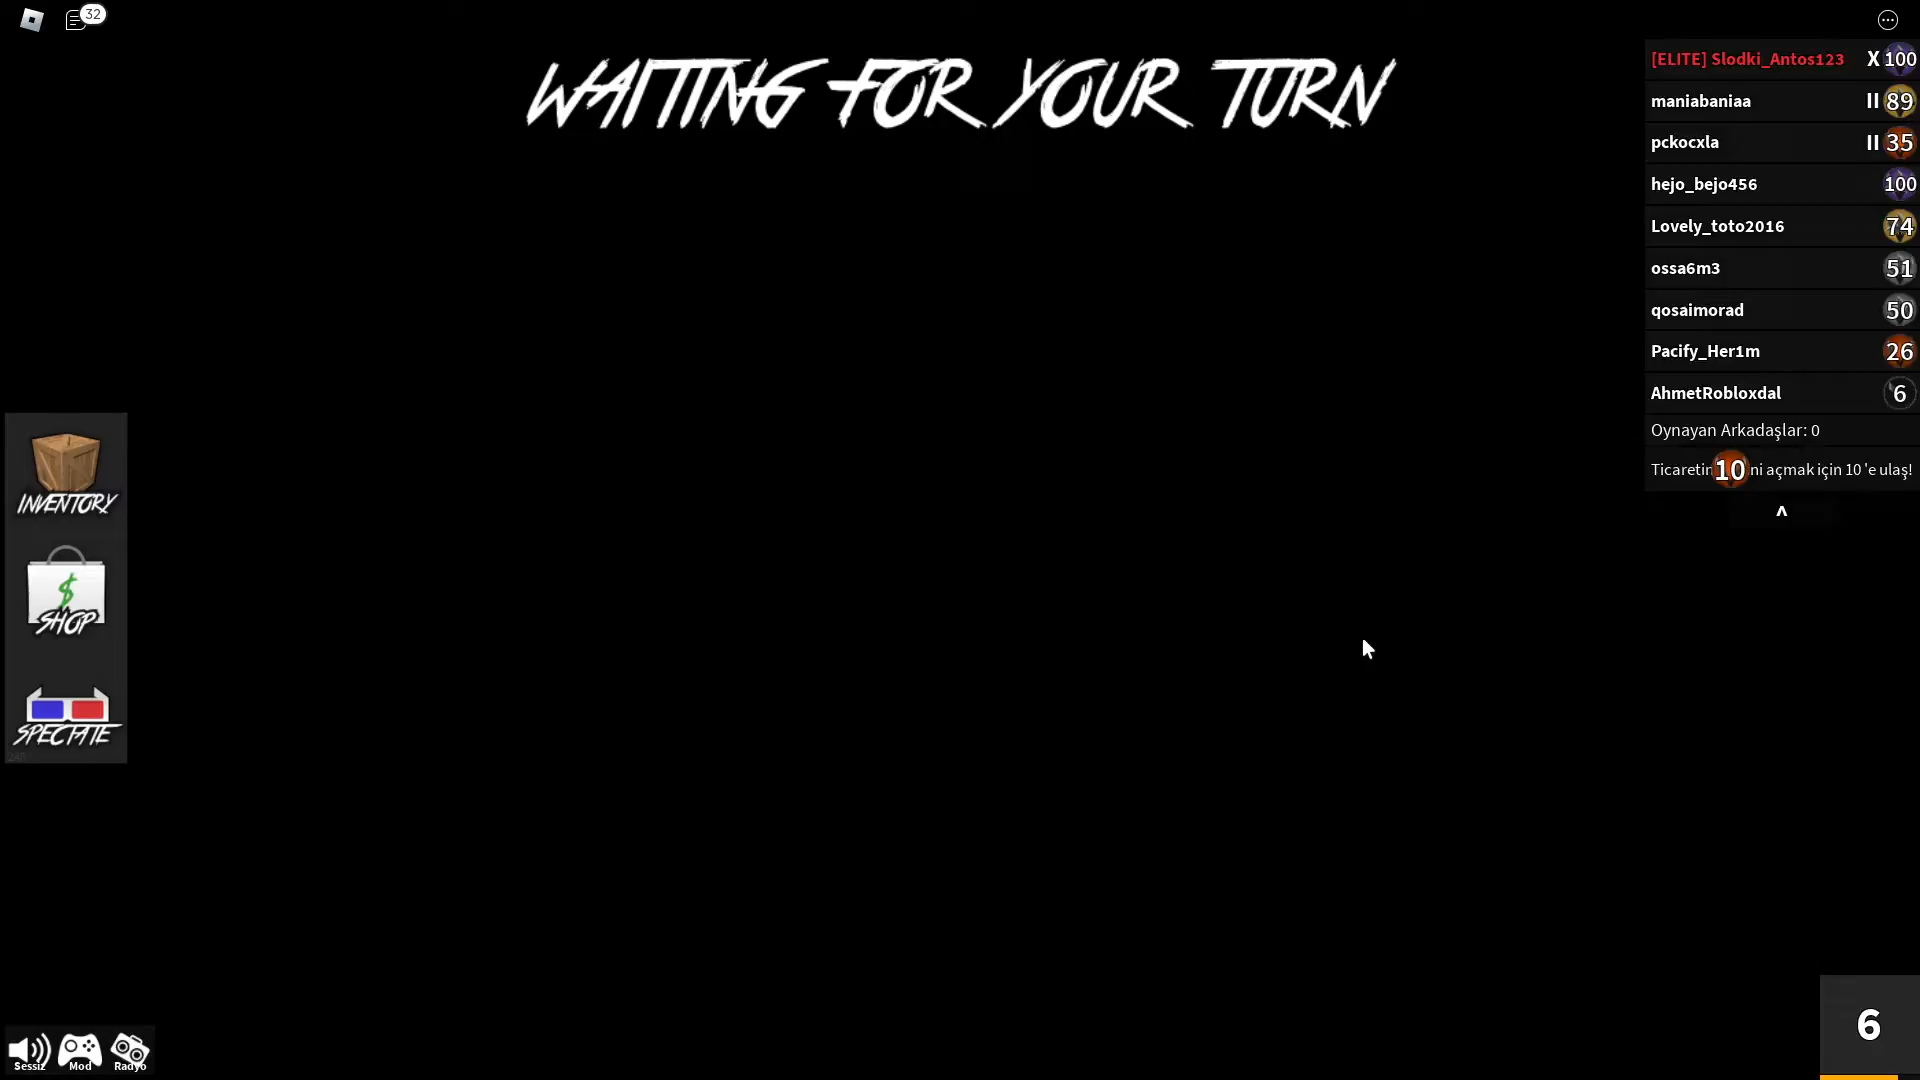 32
WAITING FOR YOUR TURN
[ELITE] Slodki_Antos123 X 100
maniabaniaa II 89
pckocxla II 35
hejo_bejo456 100
Lovely_toto2016 74
ossa6m3 51
qosaimorad 50
Pacify_Her1m 26
AhmetRobloxdal 6
Oynayan Arkadaşlar: 0
Ticaretin 10 ni açmak için 10 'e ulaş!
INVENTORY
$
SHOP
SPECTATE
Sessiz Mod Radyo
6